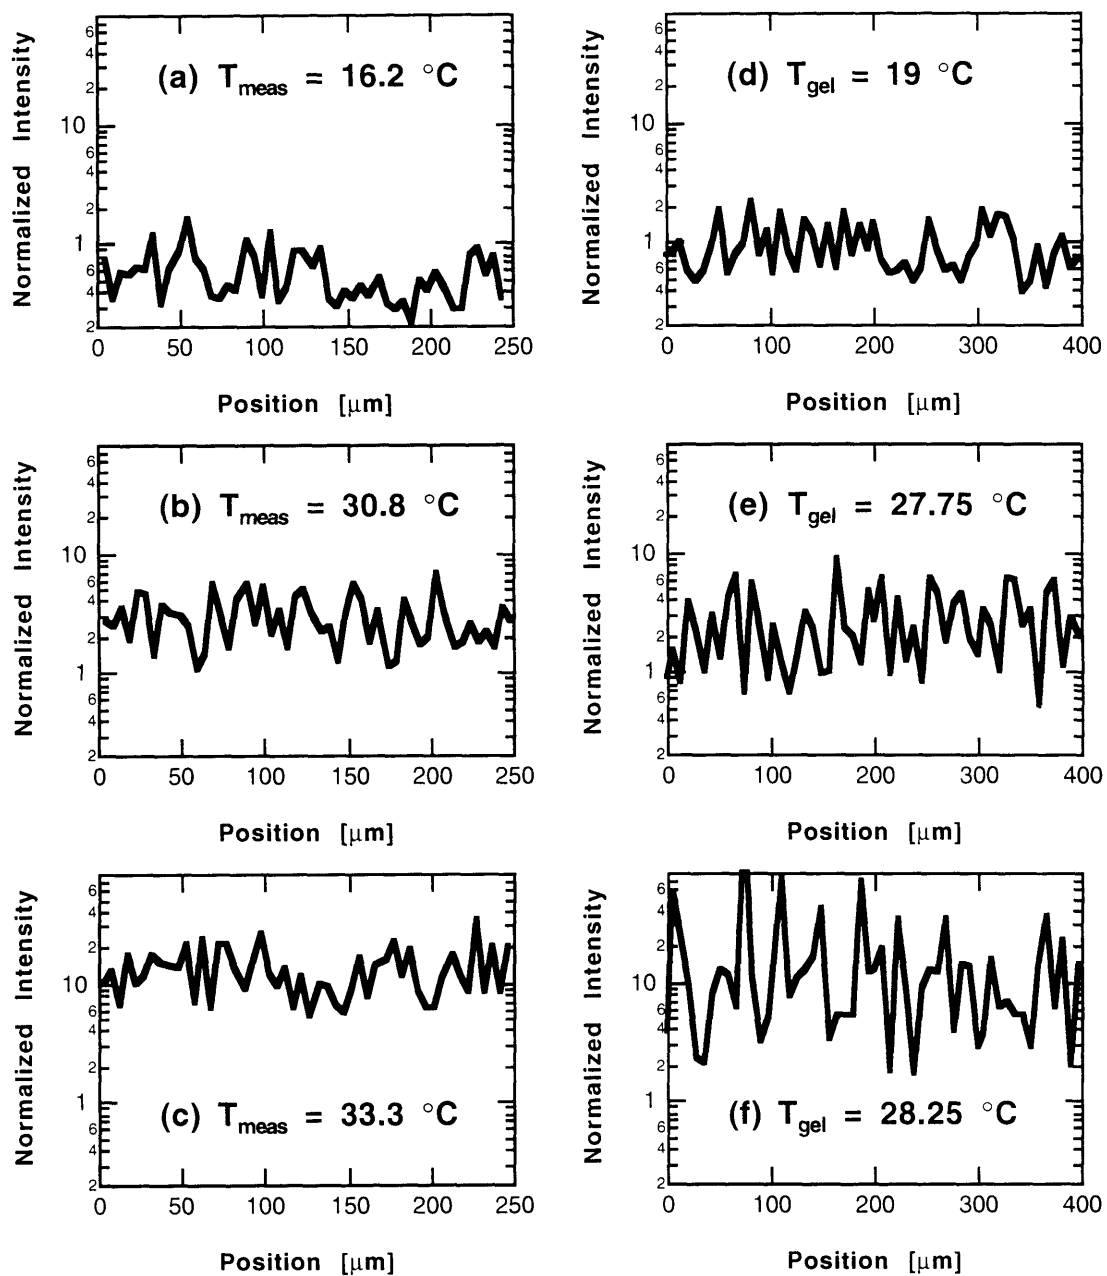 Normalized Intensity
6
4
2
10
6
4
2
1
6
4
2
(a) Tmeas = 16.2 °C
0 50 100 150 200 250
Position [μm]
Normalized Intensity
6
4
2
10
6
4
2
1
6
4
2
(d) Tgel = 19 °C
0 100 200 300 400
Position [μm]
Normalized Intensity
6
4
2
10
6
4
2
1
6
4
2
(b) Tmeas = 30.8 °C
0 50 100 150 200 250
Position [μm]
Normalized Intensity
6
4
2
10
6
4
2
1
6
4
2
(e) Tgel = 27.75 °C
0 100 200 300 400
Position [μm]
Normalized Intensity
6
4
2
10
6
4
2
1
6
4
2
(c) Tmeas = 33.3 °C
0 50 100 150 200 250
Position [μm]
Normalized Intensity
6
4
2
10
6
4
2
1
6
4
2
(f) Tgel = 28.25 °C
0 100 200 300 400
Position [μm]